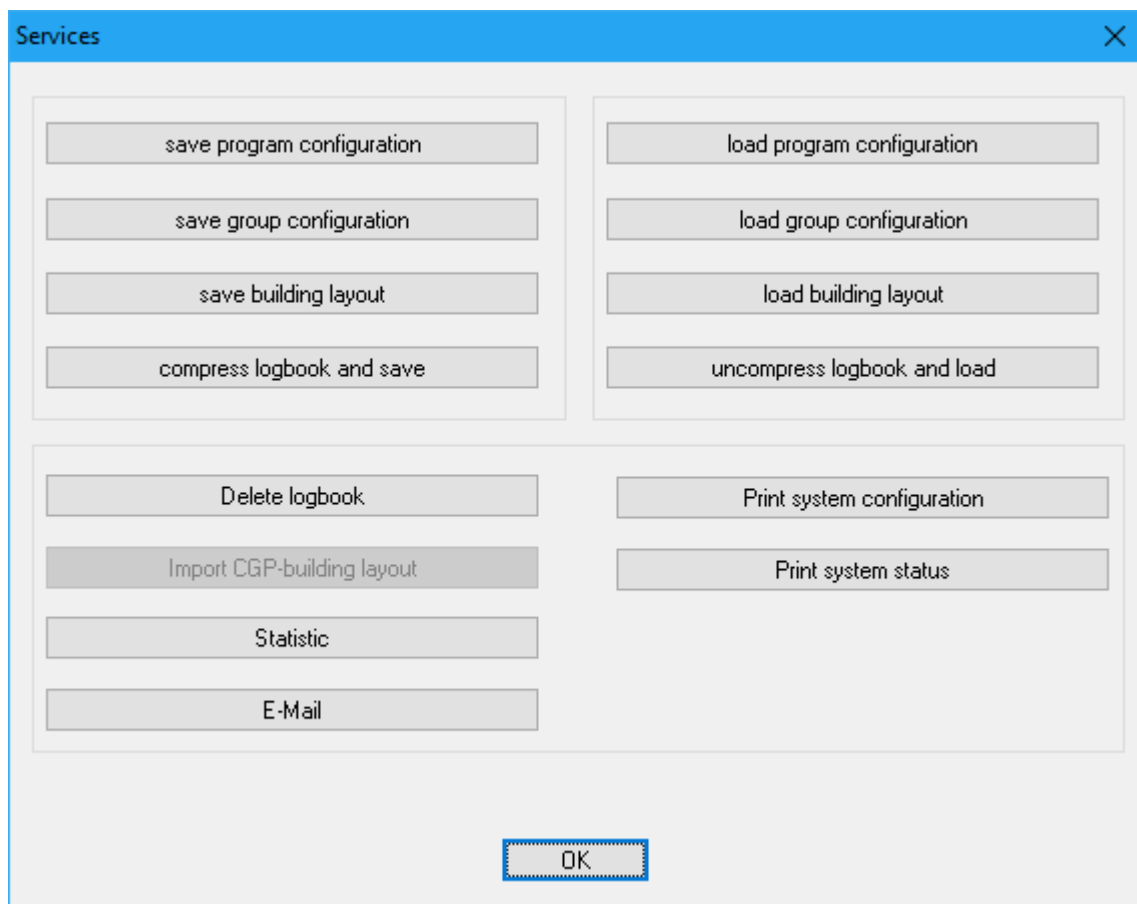 Services
save program configuration
save group configuration
save building layout
compress logbook and save
load program configuration
load group configuration
load building layout
uncompress logbook and load
Delete logbook
Import CGP-building layout
Statistic
E-Mail
Print system configuration
Print system status
OK